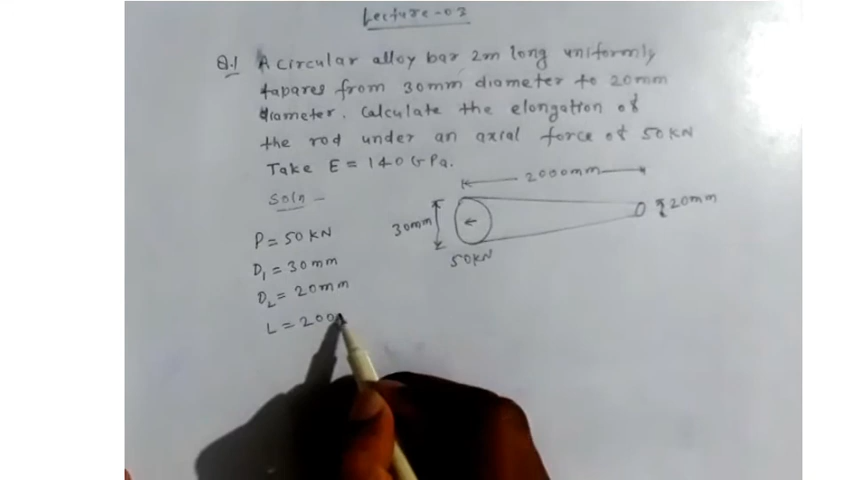 Lecture-03
Q.1 A circular alloy bar 2m long uniformly
tapares from 30mm diameter to 20mm
diameter. Calculate the elongation of
the rod under an axial force of 50KN
Take E = 140 GPa.
Soln -
2000mm
20mm
30mm
50KN
P = 50 KN
D₁ = 30mm
D₂ = 20mm
L = 200